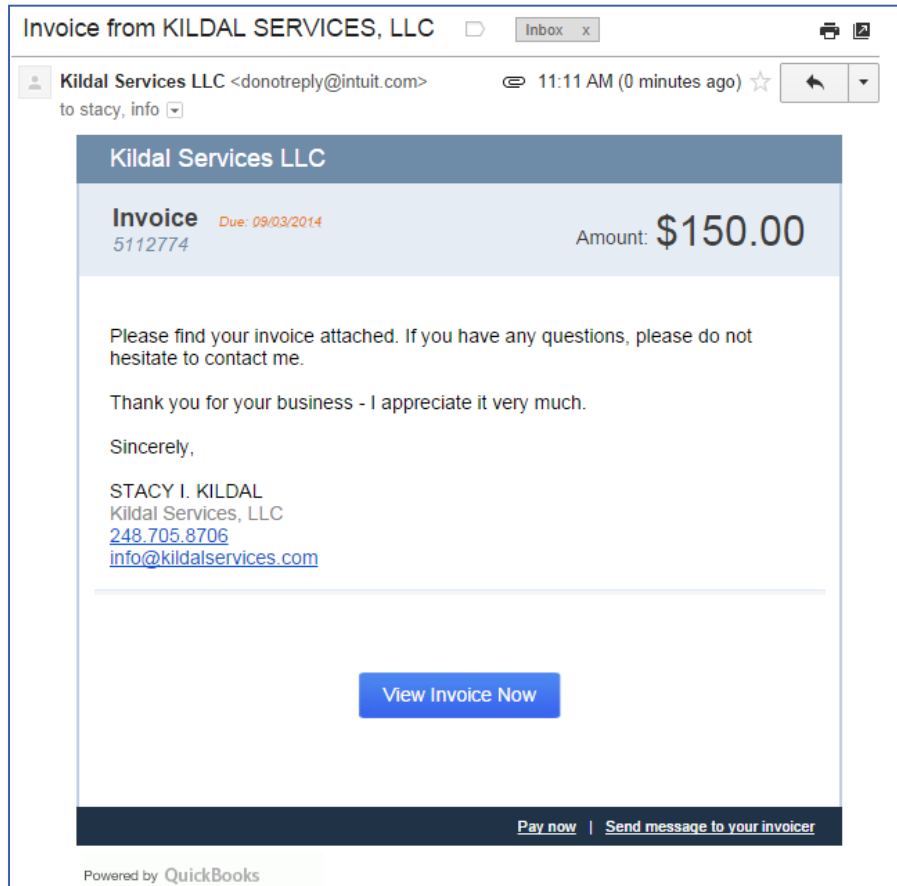 Invoice from KILDAL SERVICES, LLC Inbox x
Kildal Services LLC <donotreply@intuit.com> 11:11 AM (0 minutes ago)
to stacy, info
Kildal Services LLC
Invoice Due: 09/03/2014
5112774
Amount: $150.00
Please find your invoice attached. If you have any questions, please do not
hesitate to contact me.
Thank you for your business - I appreciate it very much.
Sincerely,
STACY I. KILDAL
Kildal Services, LLC
248.705.8706
info@kildalservices.com
View Invoice Now
Pay now | Send message to your invoicer
Powered by QuickBooks